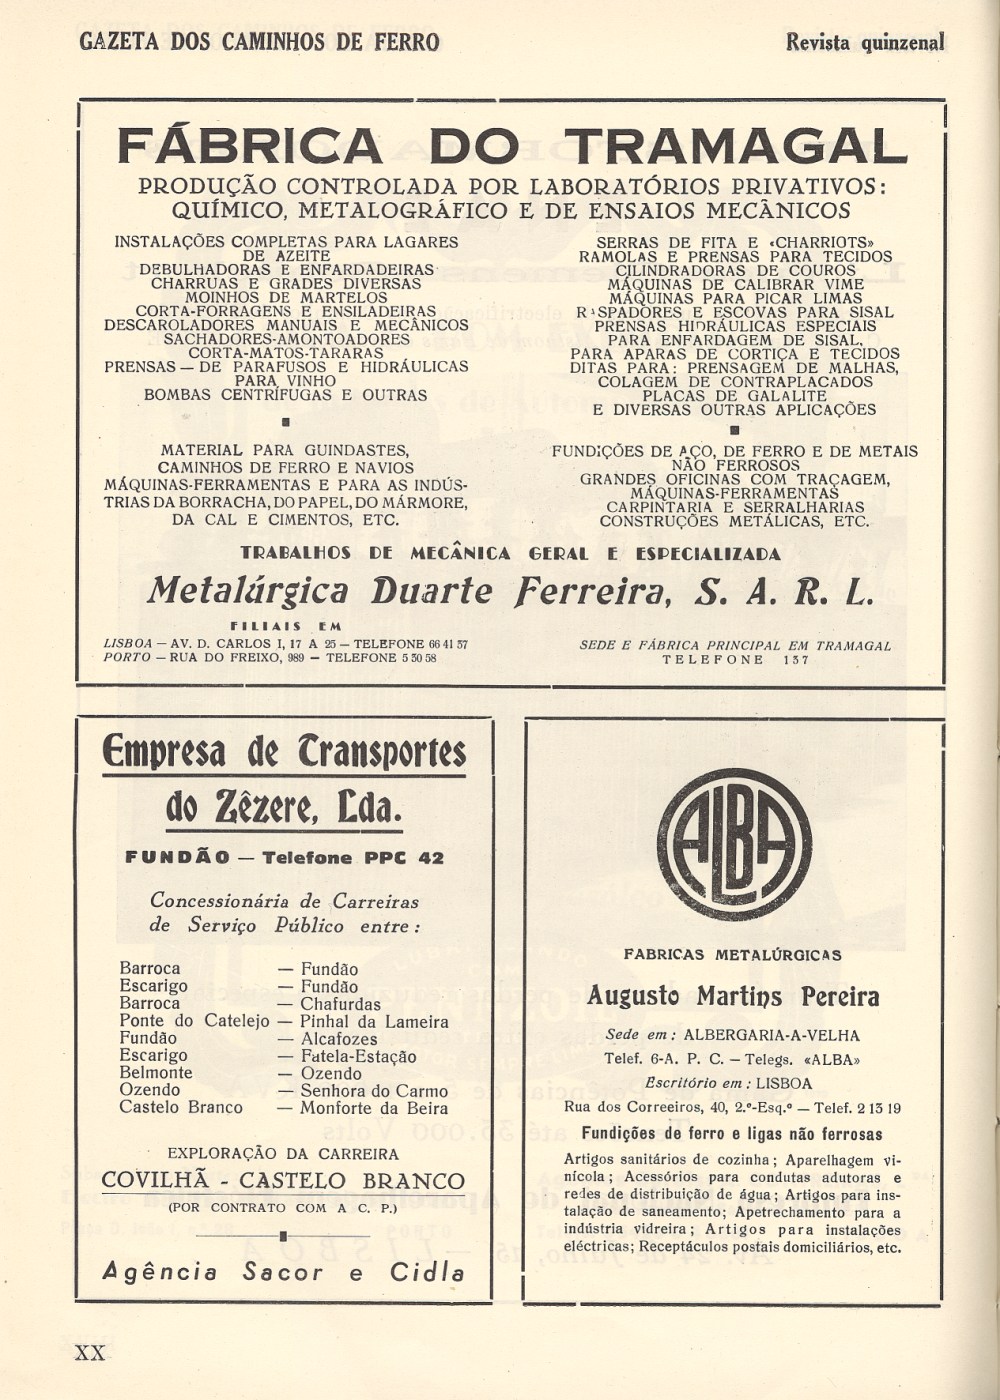 GAZETA DOS CAMINHOS DE FERRO
Revista quinzenal
FÁBRICA DO TRAMAGAL
PRODUÇÃO CONTROLADA POR LABORATÓRIOS PRIVATIVOS:
QUÍMICO, METALOGRÁFICO E DE ENSAIOS MECÂNICOS
INSTALAÇÕES COMPLETAS PARA LAGARES
DE AZEITE
DEBULHADORAS E ENFARDADEIRAS
CHARRUAS E GRADES DIVERSAS
MOINHOS DE MARTELOS
CORTA-FORRAGENS E ENSILADEIRAS
DESCAROLADORES MANUAIS E MECÂNICOS
SACHADORES-AMONTOADORES
CORTA-MATOS-TARARAS
PRENSAS — DE PARAFUSOS E HIDRÁULICAS
PARA VINHO
BOMBAS CENTRÍFUGAS E OUTRAS
MATERIAL PARA GUINDASTES,
CAMINHOS DE FERRO E NAVIOS
MÁQUINAS-FERRAMENTAS E PARA AS INDÚS-
TRIAS DA BORRACHA, DO PAPEL, DO MÁRMORE,
DA CAL E CIMENTOS, ETC.
SERRAS DE FITA E «CHARRIOTS»
RAMOLAS E PRENSAS PARA TECIDOS
CILINDRADORAS DE COUROS
MÁQUINAS DE CALIBRAR VIME
MÁQUINAS PARA PICAR LIMAS
RASPADORES E ESCOVAS PARA SISAL
PRENSAS HIDRÁULICAS ESPECIAIS
PARA ENFARDAGEM DE SISAL,
PARA APARAS DE CORTIÇA E TECIDOS
DITAS PARA: PRENSAGEM DE MALHAS,
COLAGEM DE CONTRAPLACADOS
PLACAS DE GALALITE
E DIVERSAS OUTRAS APLICAÇÕES
FUNDIÇÕES DE AÇO, DE FERRO E DE METAIS
NÃO FERROSOS
GRANDES OFICINAS COM TRAÇAGEM,
MÁQUINAS-FERRAMENTAS
CARPINTARIA E SERRALHARIAS
CONSTRUÇÕES METÁLICAS, ETC.
TRABALHOS DE MECÂNICA GERAL E ESPECIALIZADA
Metalúrgica Duarte Ferreira, S. A. R. L.
FILIAIS EM
LISBOA — AV. D. CARLOS I, 17 A 25 — TELEFONE 66 41 57
PORTO — RUA DO FREIXO, 989 — TELEFONE 5 50 58
SEDE E FÁBRICA PRINCIPAL EM TRAMAGAL
TELEFONE 137
Empresa de Transportes
do Zêzere, Lda.
FUNDÃO — Telefone PPC 42
Concessionária de Carreiras
de Serviço Público entre:
Barroca — Fundão
Escarigo — Fundão
Barroca — Chafurdas
Ponte do Catelejo — Pinhal da Lameira
Fundão — Alcafozes
Escarigo — Fatela-Estação
Belmonte — Ozendo
Ozendo — Senhora do Carmo
Castelo Branco — Monforte da Beira
EXPLORAÇÃO DA CARREIRA
COVILHÃ - CASTELO BRANCO
(POR CONTRATO COM A C. P.)
Agência Sacor e Cidla
ALBA
FABRICAS METALÚRGICAS
Augusto Martins Pereira
Sede em: ALBERGARIA-A-VELHA
Telef. 6-A. P. C. — Telegs. «ALBA»
Escritório em: LISBOA
Rua dos Correeiros, 40, 2.º-Esq.º — Telef. 2 13 19
Fundições de ferro e ligas não ferrosas
Artigos sanitários de cozinha; Aparelhagem vi-
nícola; Acessórios para condutas adutoras e
redes de distribuição de água; Artigos para ins-
talação de saneamento; Apetrechamento para a
indústria vidreira; Artigos para instalações
eléctricas; Receptáculos postais domiciliários, etc.
XX